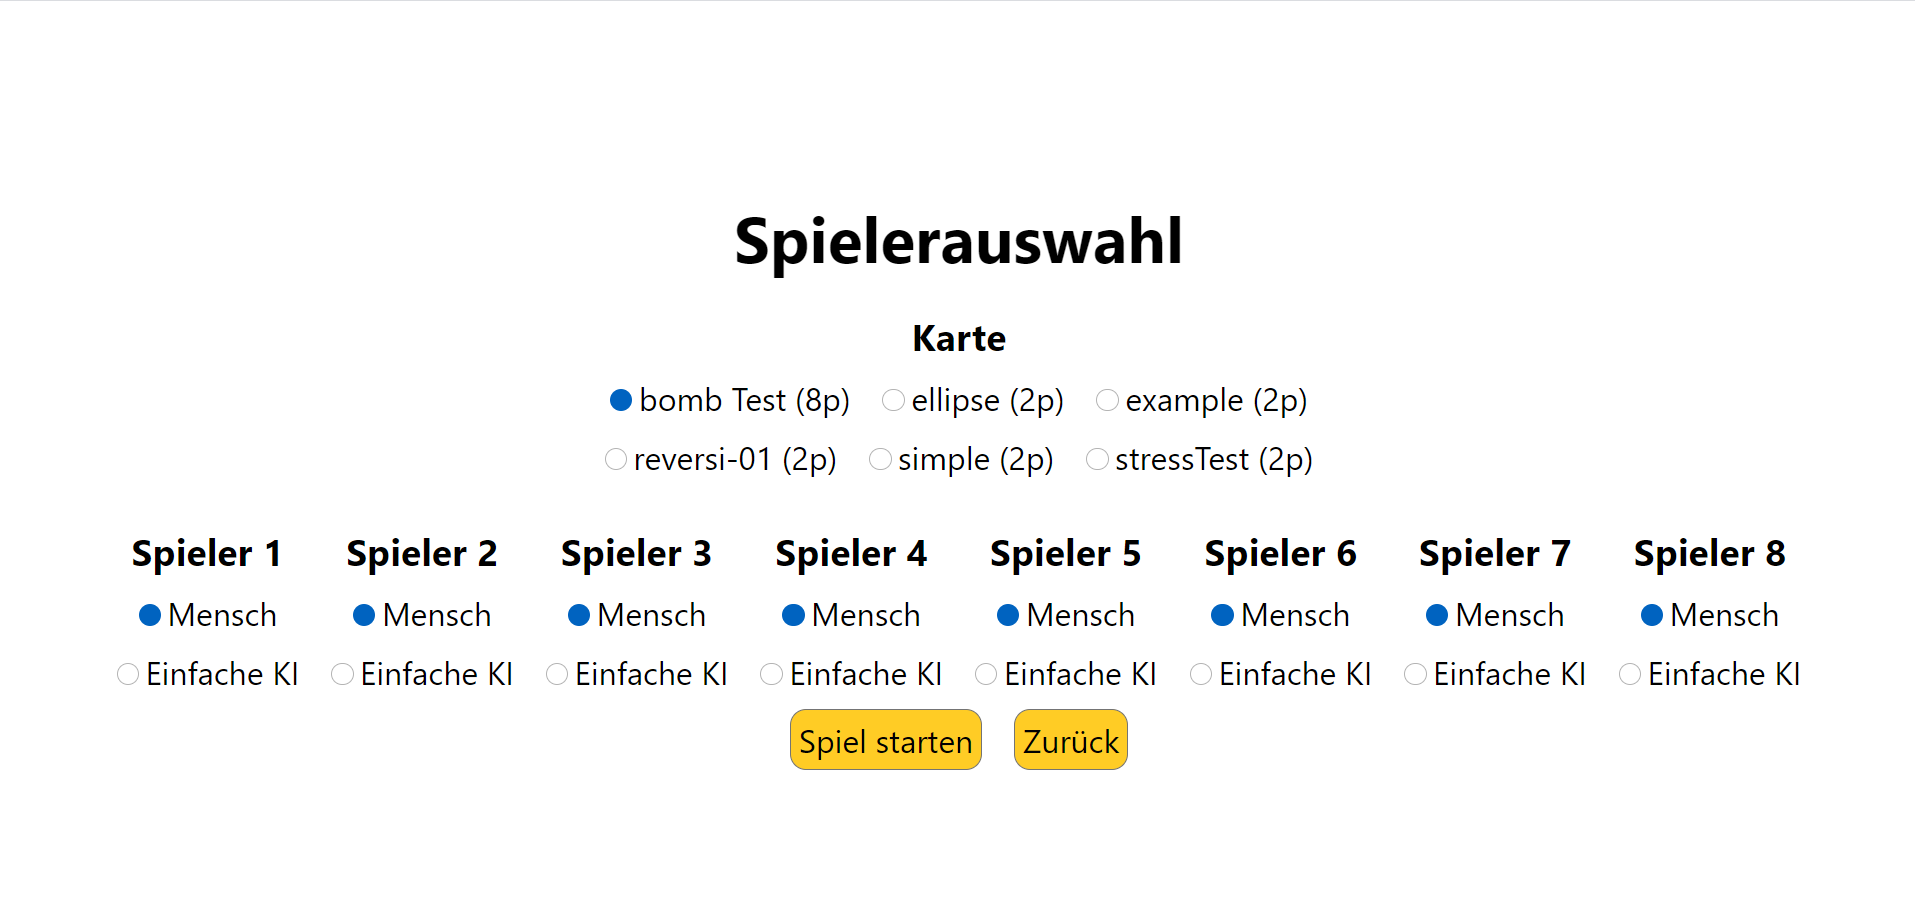 Spielerauswahl
Karte
bomb Test (8p) ellipse (2p) example (2p)
reversi-01 (2p) simple (2p) stressTest (2p)
Spieler 1 Spieler 2 Spieler 3 Spieler 4 Spieler 5 Spieler 6 Spieler 7 Spieler 8
Mensch Mensch Mensch Mensch Mensch Mensch Mensch Mensch
Einfache KI Einfache KI Einfache KI Einfache KI Einfache KI Einfache KI Einfache KI Einfache KI
Spiel starten Zurück